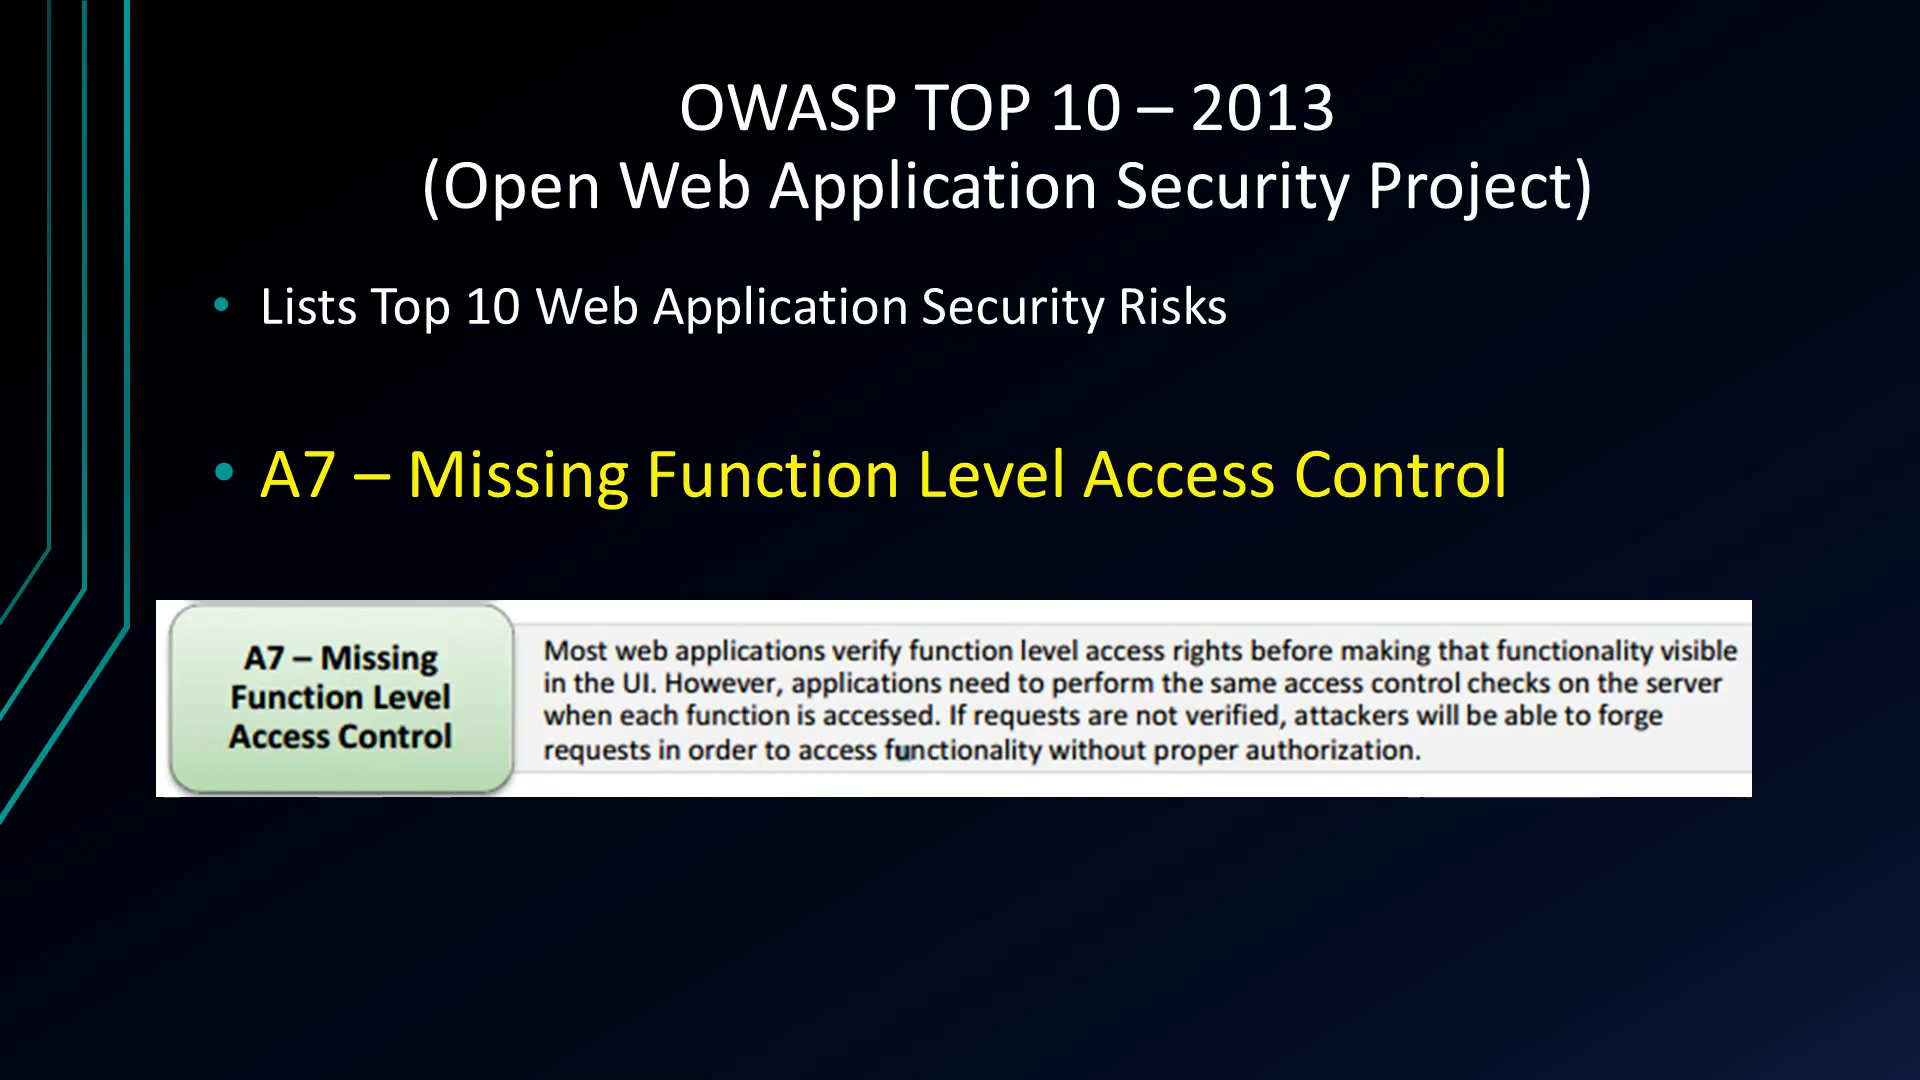 OWASP TOP 10 – 2013
(Open Web Application Security Project)
• Lists Top 10 Web Application Security Risks
• A7 – Missing Function Level Access Control
A7 – Missing
Function Level
Access Control
Most web applications verify function level access rights before making that functionality visible
in the UI. However, applications need to perform the same access control checks on the server
when each function is accessed. If requests are not verified, attackers will be able to forge
requests in order to access functionality without proper authorization.